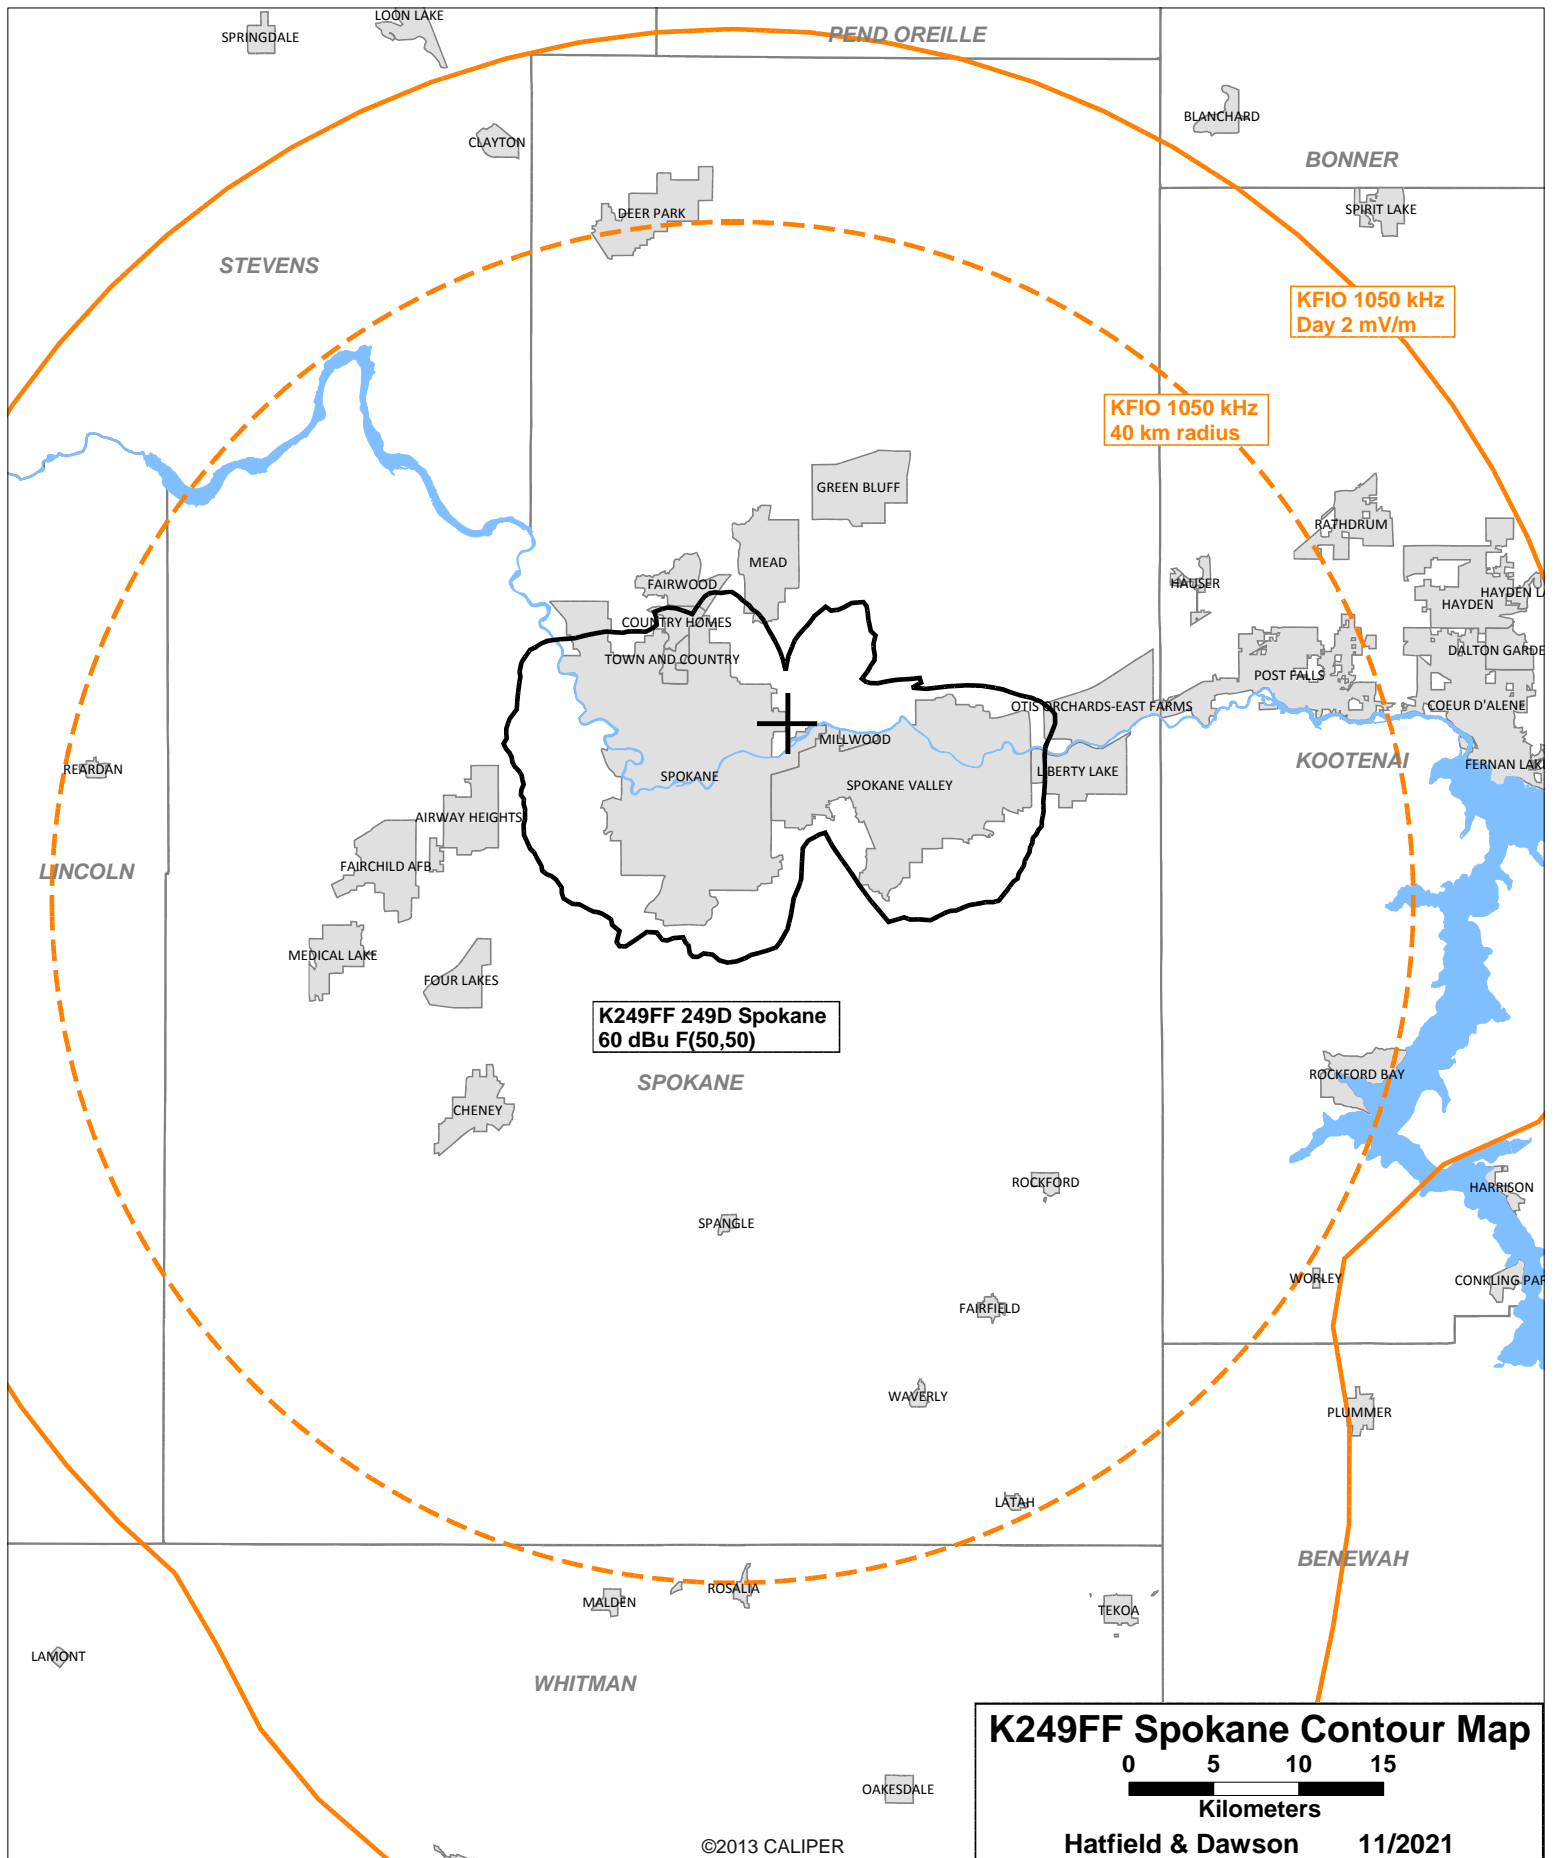 LOON LAKE
SPRINGDALE
PEND OREILLE
BLANCHARD
CLAYTON
BONNER
SPIRIT LAKE
DEER PARK
STEVENS
KFIO 1050 kHz
Day 2 mV/m
KFIO 1050 kHz
40 km radius
GREEN BLUFF
RATHDRUM
MEAD
FAIRWOOD
HAUSER
HAYDEN LA
HAYDEN
COUNTRY HOMES
DALTON GARDE
TOWN AND COUNTRY
POST FALLS
OTIS ORCHARDS-EAST FARMS
COEUR D'ALENE
MILLWOOD
KOOTENAI
FERNAN LAK
REARDAN
LIBERTY LAKE
SPOKANE
SPOKANE VALLEY
AIRWAY HEIGHTS
FAIRCHILD AFB
LINCOLN
MEDICAL LAKE
FOUR LAKES
K249FF 249D Spokane
60 dBu F(50,50)
ROCKFORD BAY
SPOKANE
CHENEY
ROCKFORD
HARRISON
SPANGLE
WORLEY
CONKLING PAR
FAIRFIELD
WAVERLY
PLUMMER
LATAH
BENEWAH
ROSALIA
MALDEN
TEKOA
LAMONT
WHITMAN
K249FF Spokane Contour Map
0 5 10 15
Kilometers
OAKESDALE
Hatfield & Dawson 11/2021
©2013 CALIPER